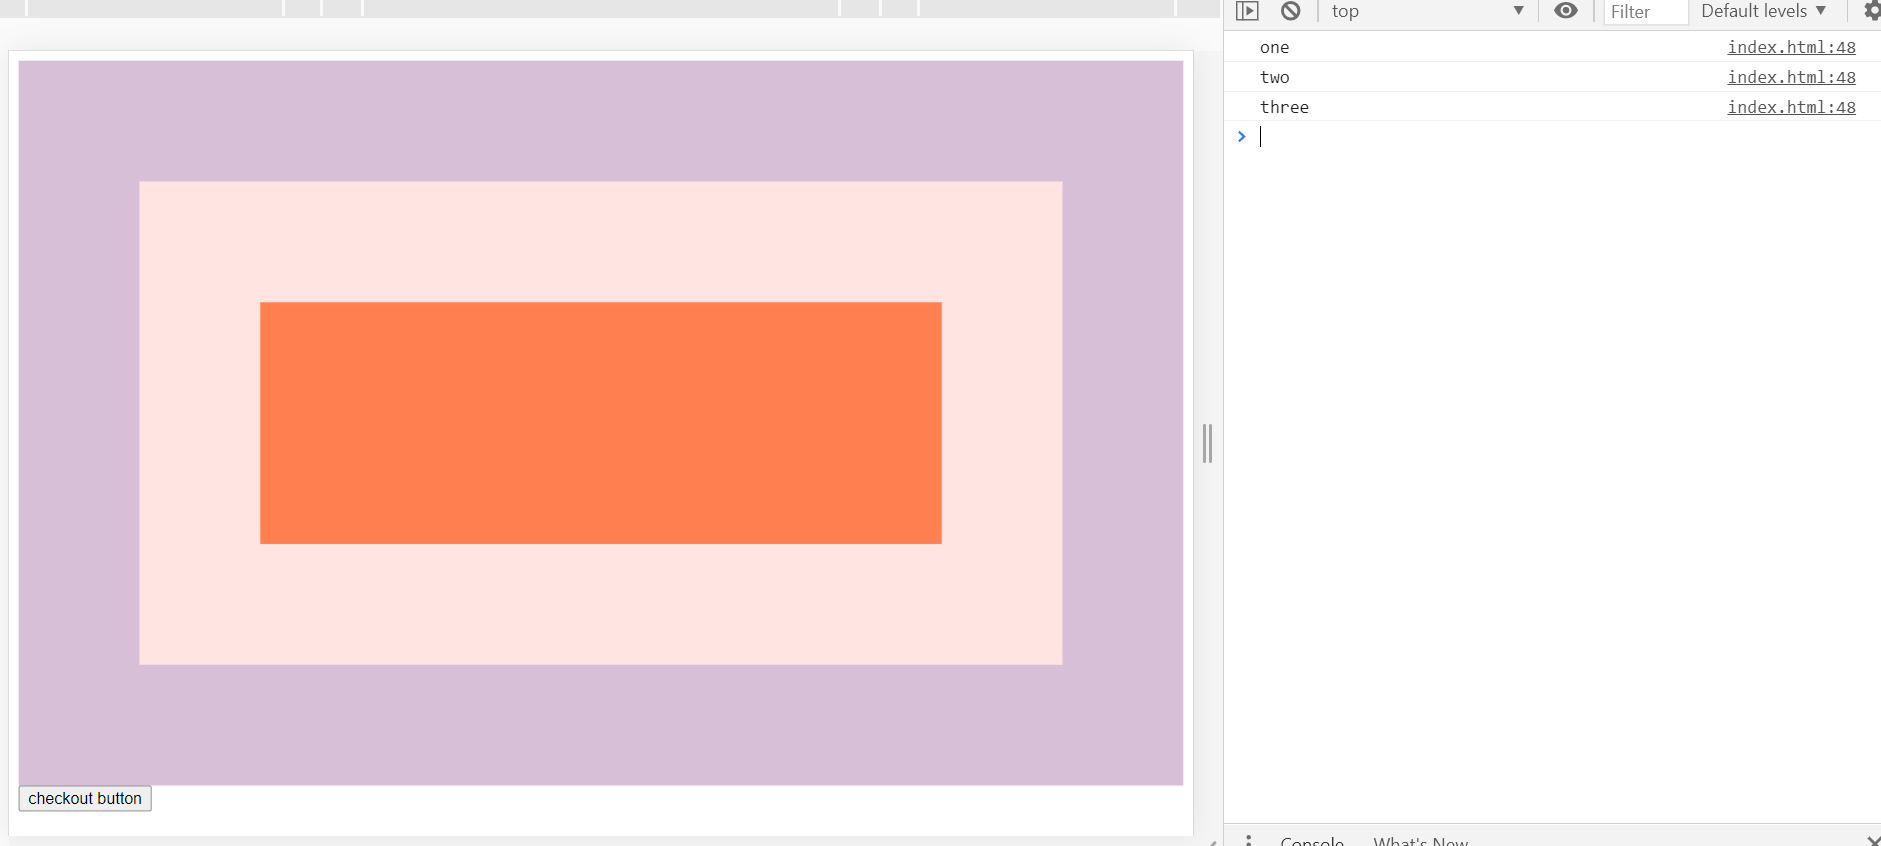 top Filter Default levels
one index.html:48
two index.html:48
three index.html:48
checkout button
Console What's New